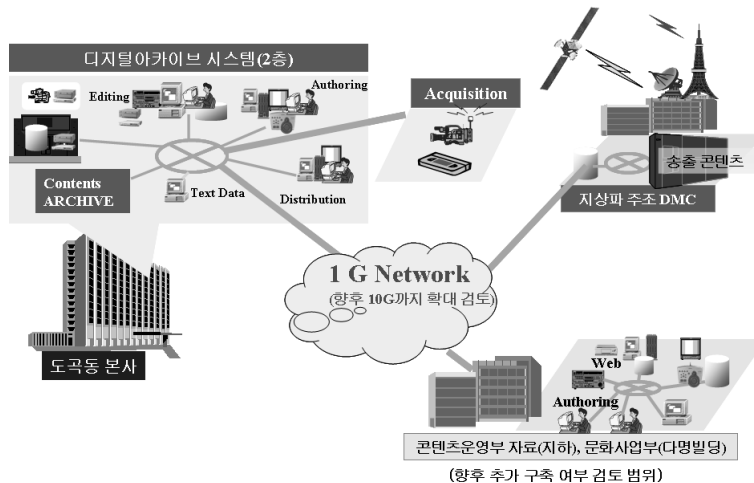 디지털아카이브 시스템(2층)
Editing
Authoring
Contents
ARCHIVE
Text Data
Distribution
Acquisition
송출 콘텐츠
지상파 주조 DMC
1 G Network
(향후 10G까지 확대 검토)
도곡동 본사
Web
Authoring
콘텐츠운영부 자료(지하), 문화사업부(다명빌딩)
(향후 추가 구축 여부 검토 범위)